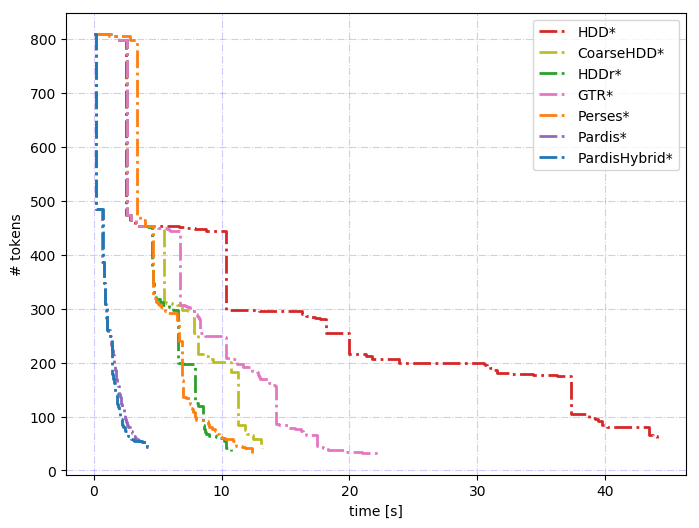 HDD*
CoarseHDD*
HDDr*
GTR*
Perses*
Pardis*
PardisHybrid*
# tokens
800
700
600
500
400
300
200
100
0
0 10 20 30 40
time [s]